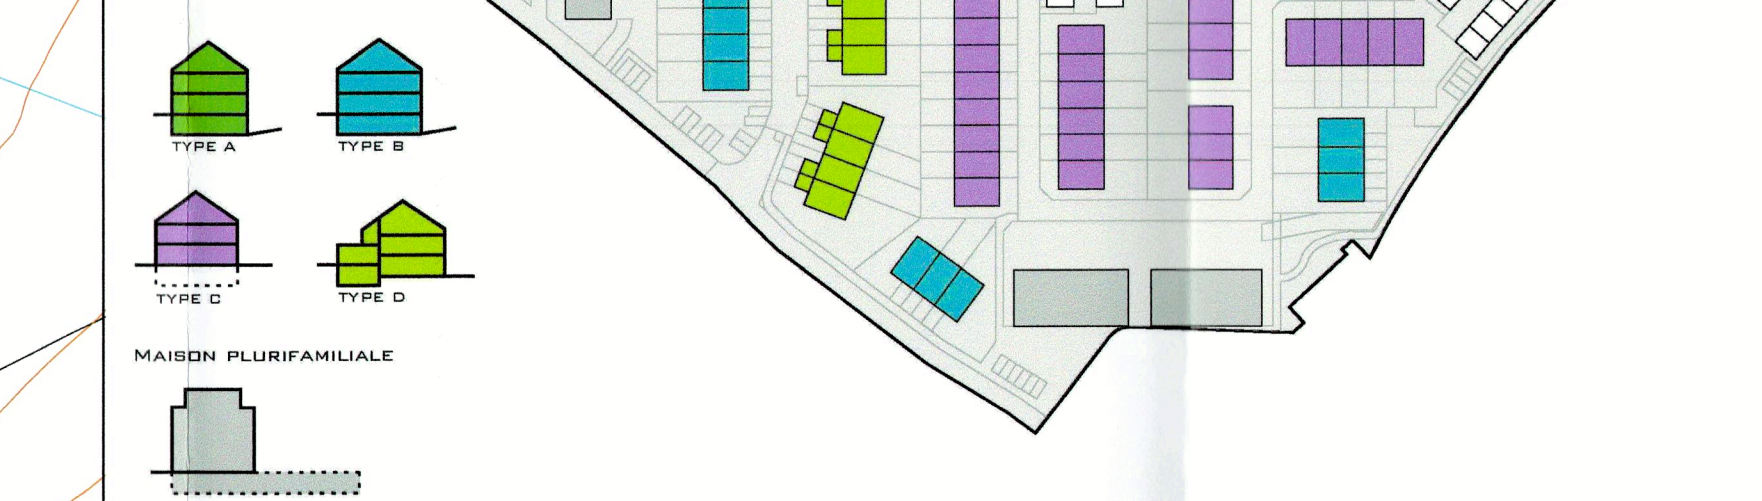 TYPE A
TYPE B
TYPE C
TYPE D
MAISON PLURIFAMILIALE